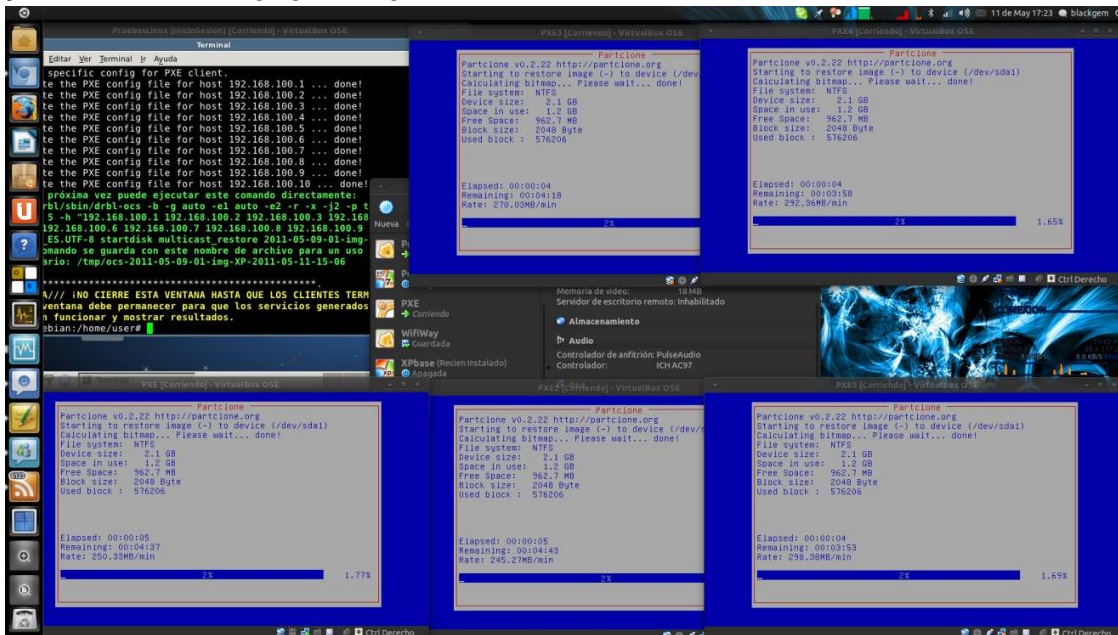 11 de May 17:23 blackgem
PruebasLinux (InicioSesion) [Corriendo] - VirtualBox OSE
Terminal
Editar Ver Terminal Ir Ayuda
specific config for PXE client.
te the PXE config file for host 192.168.100.1 ... done!
te the PXE config file for host 192.168.100.2 ... done!
te the PXE config file for host 192.168.100.3 ... done!
te the PXE config file for host 192.168.100.4 ... done!
te the PXE config file for host 192.168.100.5 ... done!
te the PXE config file for host 192.168.100.6 ... done!
te the PXE config file for host 192.168.100.7 ... done!
te the PXE config file for host 192.168.100.8 ... done!
te the PXE config file for host 192.168.100.9 ... done!
te the PXE config file for host 192.168.100.10 ... done!
próxima vez puede ejecutar este comando directamente:
rbl/sbin/drbl-ocs -b -g auto -e1 auto -e2 -r -x -j2 -p t
5 -h "192.168.100.1 192.168.100.2 192.168.100.3 192.168
192.168.100.6 192.168.100.7 192.168.100.8 192.168.100.9
_ES.UTF-8 startdisk multicast_restore 2011-05-09-01-img-
omando se guarda con este nombre de archivo para un uso
ario: /tmp/ocs-2011-05-09-01-img-XP-2011-05-11-15-06
****************************************************.
A/// ¡NO CIERRE ESTA VENTANA HASTA QUE LOS CLIENTES TERM
ventana debe permanecer para que los servicios generados
n funcionar y mostrar resultados.
ebian:/home/user#
PXE3 [Corriendo] - VirtualBox OSE
Partclone
Partclone v0.2.22 http://partclone.org
Starting to restore image (-) to device (/dev
Calculating bitmap... Please wait... done!
File system: NTFS
Device size: 2.1 GB
Space in use: 1.2 GB
Free Space: 962.7 MB
Block size: 2048 Byte
Used block : 576206
Elapsed: 00:00:04
Remaining: 00:04:18
Rate: 270.03MB/min
2%
PXE4 [Corriendo] - VirtualBox OSE
Partclone
Partclone v0.2.22 http://partclone.org
Starting to restore image (-) to device (/dev/sda1)
Calculating bitmap... Please wait... done!
File system: NTFS
Device size: 2.1 GB
Space in use: 1.2 GB
Free Space: 962.7 MB
Block size: 2048 Byte
Used block : 576206
Elapsed: 00:00:04
Remaining: 00:03:58
Rate: 292.36MB/min
2% 1.65%
Ctrl Derecho
Nueva
PXE
Corriendo
WifiWay
Guardada
XPbase (Recien Instalado)
Apagada
Memoria de vídeo: 18 MB
Servidor de escritorio remoto: Inhabilitado
Almacenamiento
Audio
Controlador de anfitrión: PulseAudio
Controlador: ICH AC97
PXE [Corriendo] - VirtualBox OSE
Partclone
Partclone v0.2.22 http://partclone.org
Starting to restore image (-) to device (/dev/sda1)
Calculating bitmap... Please wait... done!
File system: NTFS
Device size: 2.1 GB
Space in use: 1.2 GB
Free Space: 962.7 MB
Block size: 2048 Byte
Used block : 576206
Elapsed: 00:00:05
Remaining: 00:04:37
Rate: 250.33MB/min
2% 1.77%
Ctrl Derecho
PXE2 [Corriendo] - VirtualBox OSE
Partclone
Partclone v0.2.22 http://partclone.org
Starting to restore image (-) to device (/dev/s
Calculating bitmap... Please wait... done!
File system: NTFS
Device size: 2.1 GB
Space in use: 1.2 GB
Free Space: 962.7 MB
Block size: 2048 Byte
Used block : 576206
Elapsed: 00:00:05
Remaining: 00:04:43
Rate: 245.27MB/min
2%
PXE5 [Corriendo] - VirtualBox OSE
Partclone
Partclone v0.2.22 http://partclone.org
Starting to restore image (-) to device (/dev/sda1)
Calculating bitmap... Please wait... done!
File system: NTFS
Device size: 2.1 GB
Space in use: 1.2 GB
Free Space: 962.7 MB
Block size: 2048 Byte
Used block : 576206
Elapsed: 00:00:04
Remaining: 00:03:53
Rate: 298.38MB/min
2% 1.69%
Ctrl Derecho